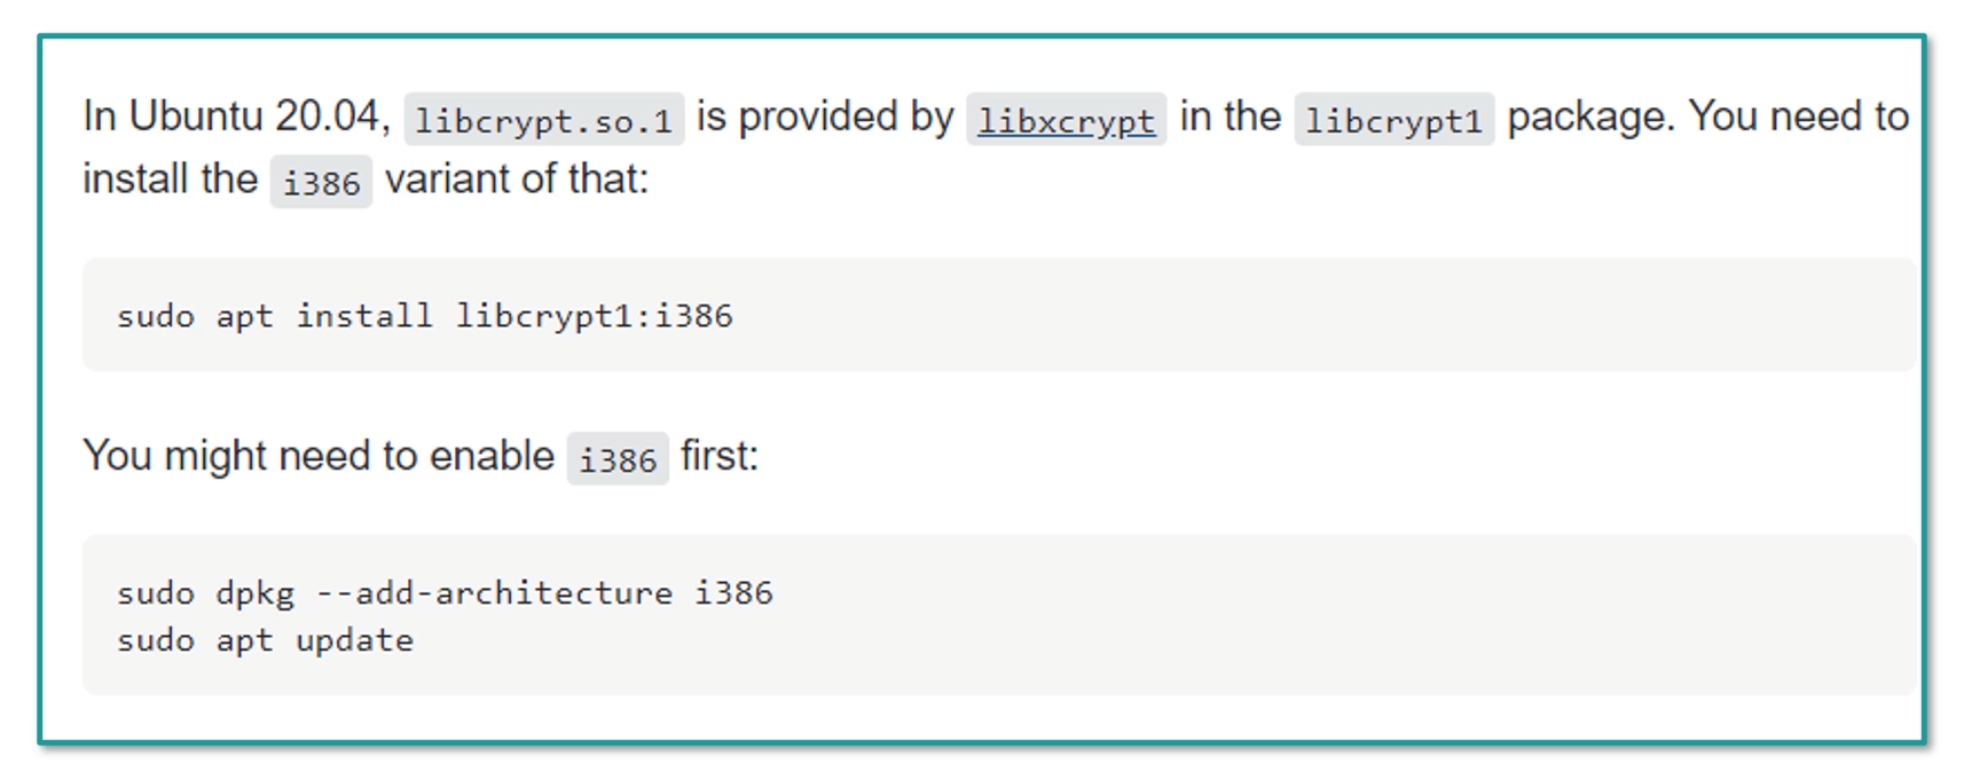 In Ubuntu 20.04, libcrypt.so.1 is provided by libxcrypt in the libcrypt1 package. You need to
install the i386 variant of that:
sudo apt install libcrypt1:i386
You might need to enable i386 first:
sudo dpkg --add-architecture i386
sudo apt update